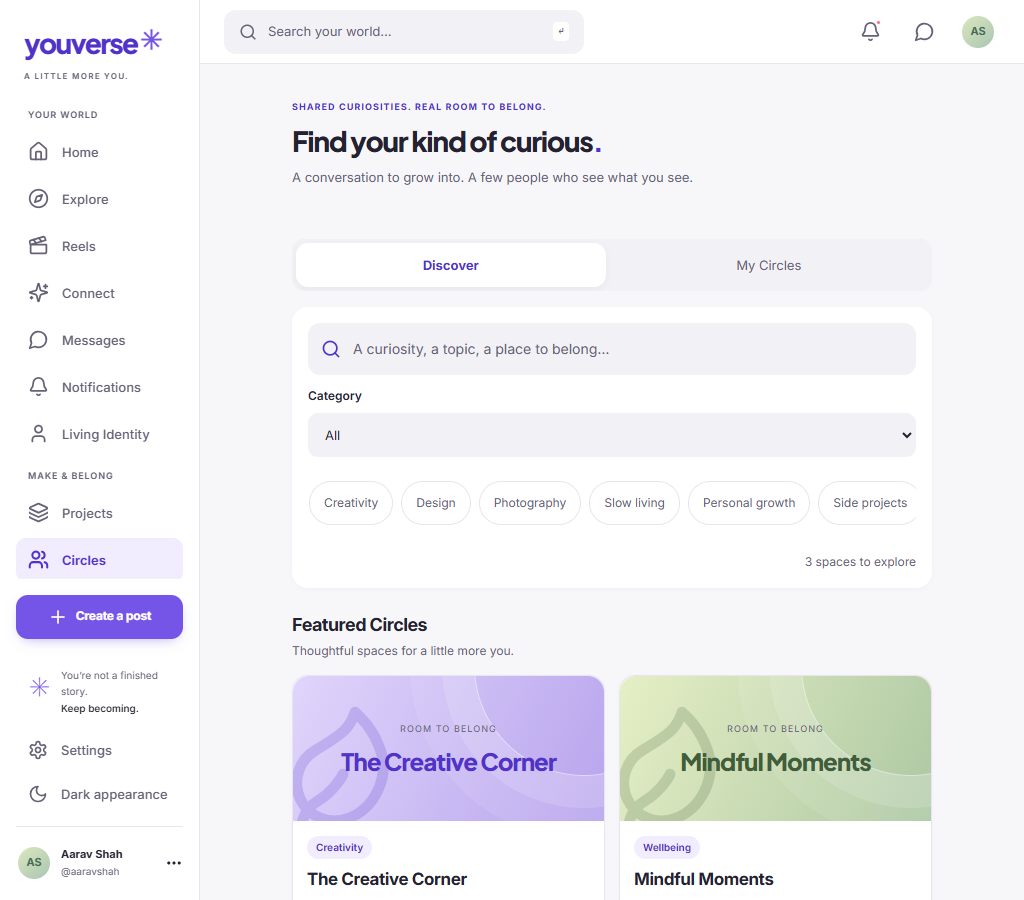 youverse
A LITTLE MORE YOU.
YOUR WORLD
Home
Explore
Reels
Connect
Messages
Notifications
Living Identity
MAKE & BELONG
Projects
Circles
Create a post
You're not a finished
story.
Keep becoming.
Settings
Dark appearance
AS
Aarav Shah
@aaravshah
Search your world...
AS
SHARED CURIOSITIES. REAL ROOM TO BELONG.
Find your kind of curious.
A conversation to grow into. A few people who see what you see.
Discover
My Circles
A curiosity, a topic, a place to belong...
Category
All
Creativity
Design
Photography
Slow living
Personal growth
Side projects
3 spaces to explore
Featured Circles
Thoughtful spaces for a little more you.
ROOM TO BELONG
The Creative Corner
Creativity
The Creative Corner
ROOM TO BELONG
Mindful Moments
Wellbeing
Mindful Moments